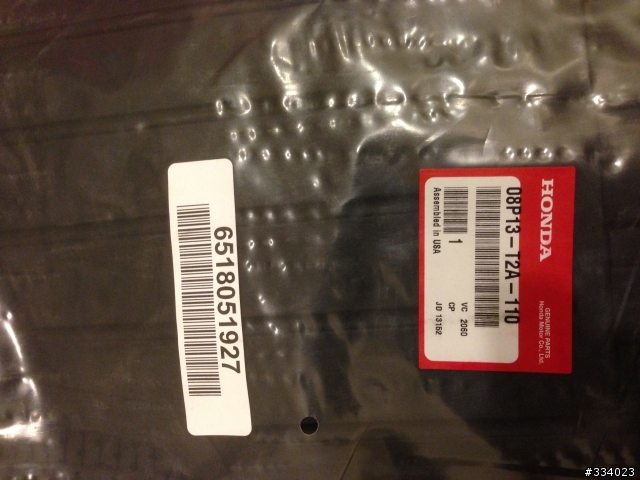 HONDA
GENUINE PARTS
Honda Motor Co., Ltd.
08P13-T2A-110
1
VC 2060
CP
Assembled in USA
JD 13152
6518051927
#334023